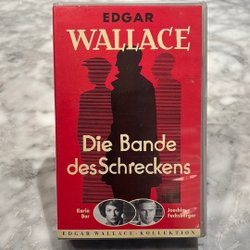 EDGAR
WALLACE
Die Bande
des Schreckens
Karin
Dor
Joachim
Fuchsberger
EDGAR-WALLACE-KOLLEKTION